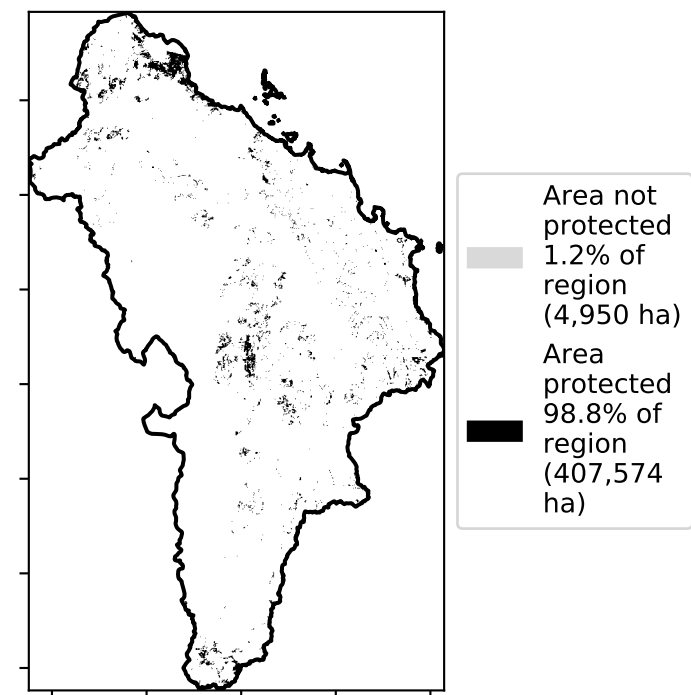 Area not
protected
1.2% of
region
(4,950 ha)
Area
protected
98.8% of
region
(407,574
ha)